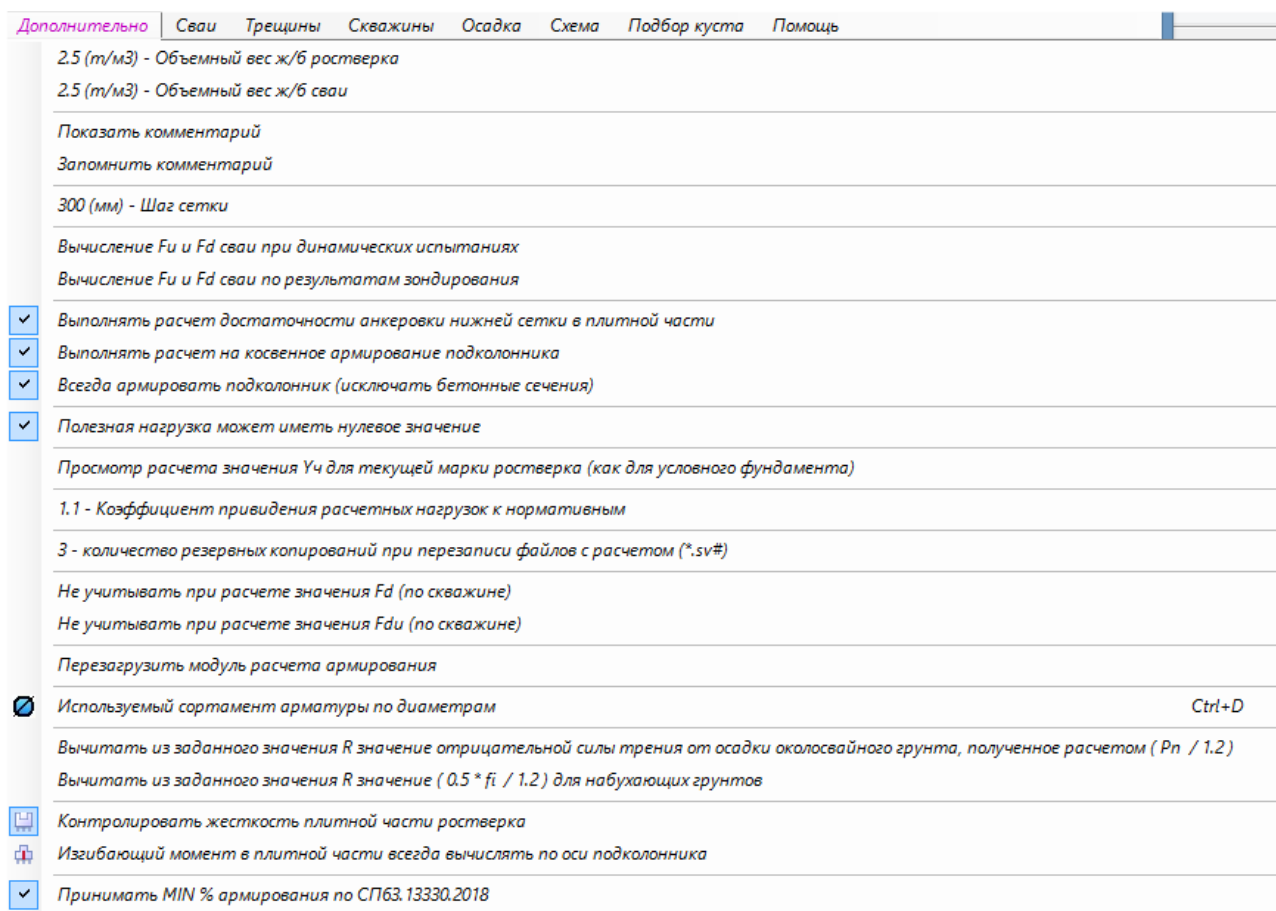 Дополнительно Сваи Трещины Скважины Осадка Схема Подбор куста Помощь
2.5 (т/м3) - Объемный вес ж/б ростверка
2.5 (т/м3) - Объемный вес ж/б сваи
Показать комментарий
Запомнить комментарий
300 (мм) - Шаг сетки
Вычисление Fu и Fd сваи при динамических испытаниях
Вычисление Fu и Fd сваи по результатам зондирования
Выполнять расчет достаточности анкеровки нижней сетки в плитной части
Выполнять расчет на косвенное армирование подколонника
Всегда армировать подколонник (исключать бетонные сечения)
Полезная нагрузка может иметь нулевое значение
Просмотр расчета значения Yч для текущей марки ростверка (как для условного фундамента)
1.1 - Коэффициент привидения расчетных нагрузок к нормативным
3 - количество резервных копирований при перезаписи файлов с расчетом (*.sv#)
Не учитывать при расчете значения Fd (по скважине)
Не учитывать при расчете значения Fdu (по скважине)
Перезагрузить модуль расчета армирования
Используемый сортамент арматуры по диаметрам Ctrl+D
Вычитать из заданного значения R значение отрицательной силы трения от осадки околосвайного грунта, полученное расчетом ( Pn / 1.2 )
Вычитать из заданного значения R значение ( 0.5 * fi / 1.2 ) для набухающих грунтов
Контролировать жесткость плитной части ростверка
Изгибающий момент в плитной части всегда вычислять по оси подколонника
Принимать MIN % армирования по СП63.13330.2018